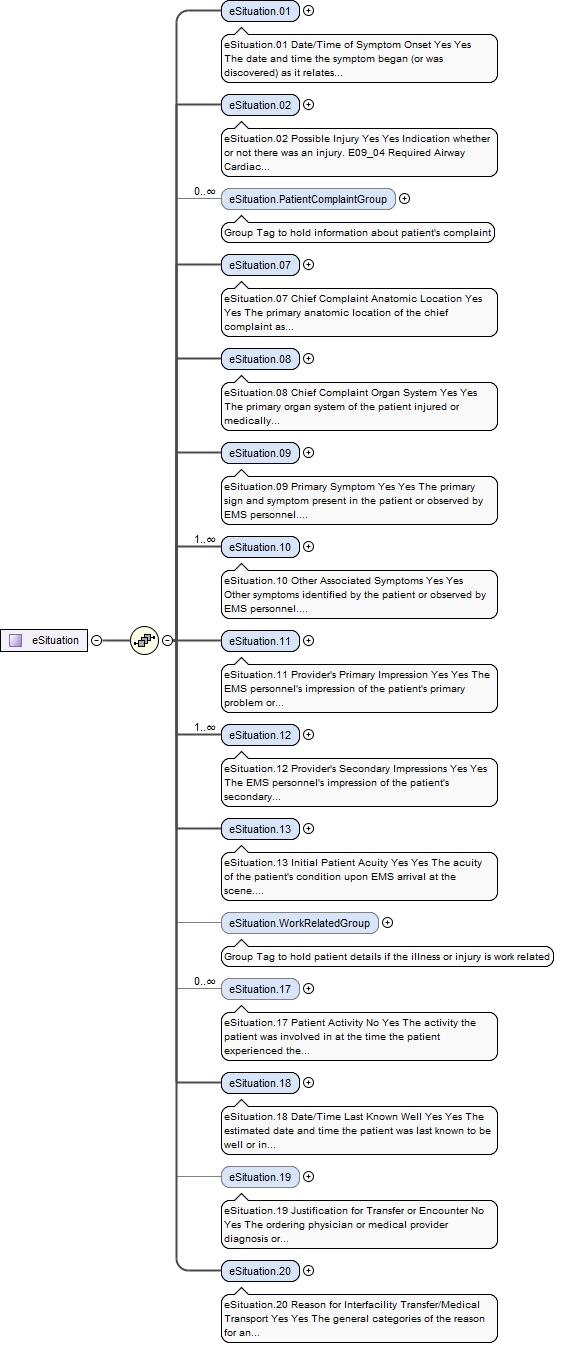 eSituation.01
eSituation.01 Date/Time of Symptom Onset Yes Yes
The date and time the symptom began (or was
discovered) as it relates...
eSituation.02
eSituation.02 Possible Injury Yes Yes Indication whether
or not there was an injury. E09_04 Required Airway
Cardiac...
0..∞
eSituation.PatientComplaintGroup
Group Tag to hold information about patient's complaint
eSituation.07
eSituation.07 Chief Complaint Anatomic Location Yes
Yes The primary anatomic location of the chief
complaint as...
eSituation.08
eSituation.08 Chief Complaint Organ System Yes Yes
The primary organ system of the patient injured or
medically...
eSituation.09
eSituation.09 Primary Symptom Yes Yes The primary
sign and symptom present in the patient or observed by
EMS personnel....
1..∞
eSituation.10
eSituation.10 Other Associated Symptoms Yes Yes
Other symptoms identified by the patient or observed by
EMS personnel....
eSituation
eSituation.11
eSituation.11 Provider's Primary Impression Yes Yes The
EMS personnel's impression of the patient's primary
problem or...
1..∞
eSituation.12
eSituation.12 Provider's Secondary Impressions Yes Yes
The EMS personnel's impression of the patient's
secondary...
eSituation.13
eSituation.13 Initial Patient Acuity Yes Yes The acuity
of the patient's condition upon EMS arrival at the
scene....
eSituation.WorkRelatedGroup
Group Tag to hold patient details if the illness or injury is work related
0..∞
eSituation.17
eSituation.17 Patient Activity No Yes The activity the
patient was involved in at the time the patient
experienced the...
eSituation.18
eSituation.18 Date/Time Last Known Well Yes Yes The
estimated date and time the patient was last known to be
well or in...
eSituation.19
eSituation.19 Justification for Transfer or Encounter No
Yes The ordering physician or medical provider
diagnosis or...
eSituation.20
eSituation.20 Reason for Interfacility Transfer/Medical
Transport Yes Yes The general categories of the reason
for an...